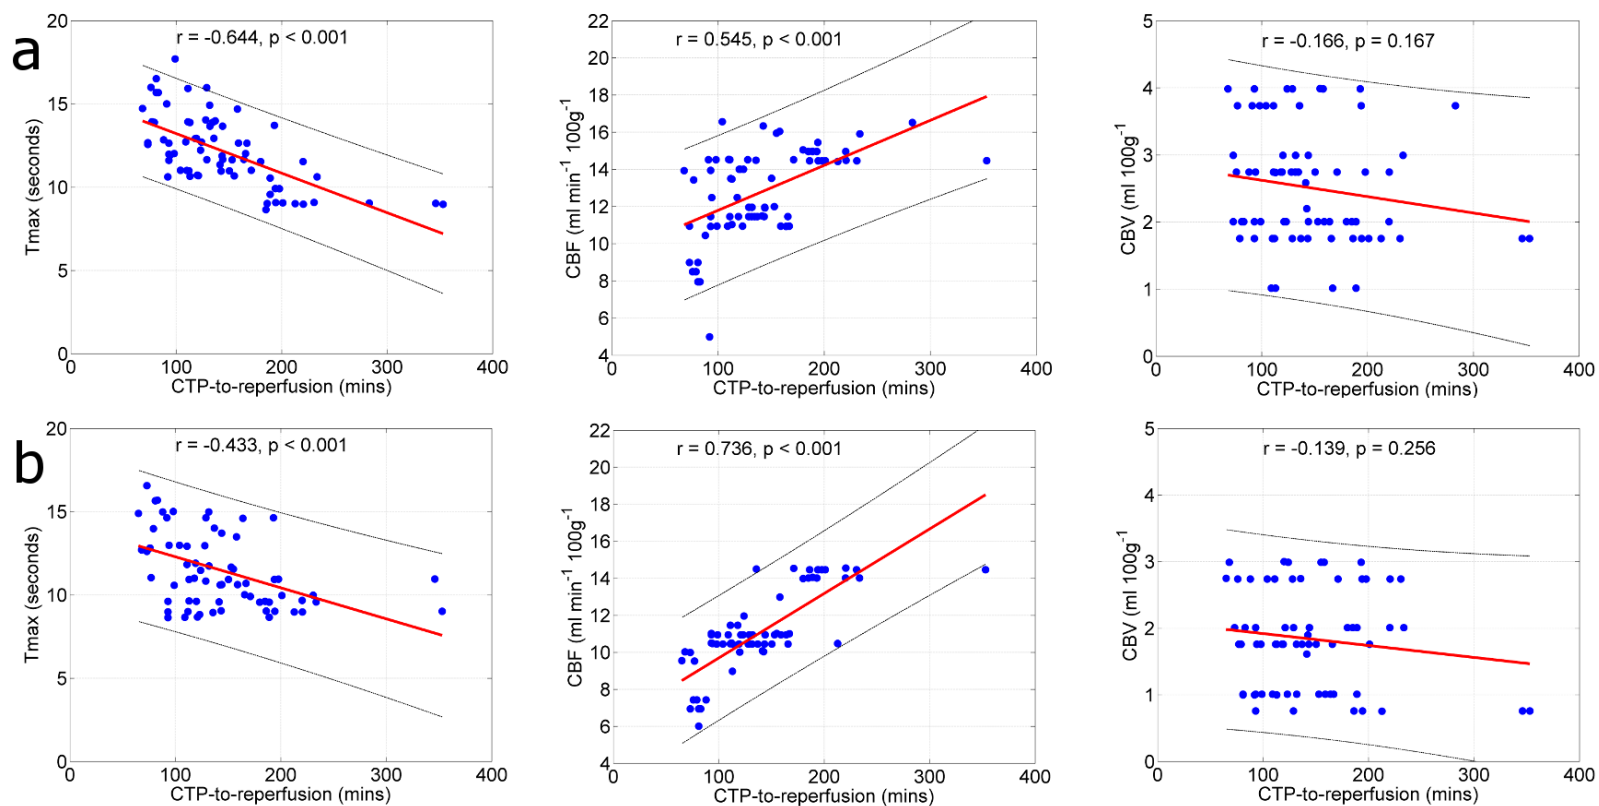 a
r = -0.644, p < 0.001
20
15
10
5
0
Tmax (seconds)
0 100 200 300 400
CTP-to-reperfusion (mins)
r = 0.545, p < 0.001
22
20
18
16
14
12
10
8
6
4
CBF (ml min⁻¹ 100g⁻¹
0 100 200 300 400
CTP-to-reperfusion (mins)
r = -0.166, p = 0.167
5
4
3
2
1
0
CBV (ml 100g⁻¹
0 100 200 300 400
CTP-to-reperfusion (mins)
b
r = -0.433, p < 0.001
20
15
10
5
0
Tmax (seconds)
0 100 200 300 400
CTP-to-reperfusion (mins)
r = 0.736, p < 0.001
22
20
18
16
14
12
10
8
6
4
CBF (ml min⁻¹ 100g⁻¹
0 100 200 300 400
CTP-to-reperfusion (mins)
r = -0.139, p = 0.256
5
4
3
2
1
0
CBV (ml 100g⁻¹
0 100 200 300 400
CTP-to-reperfusion (mins)